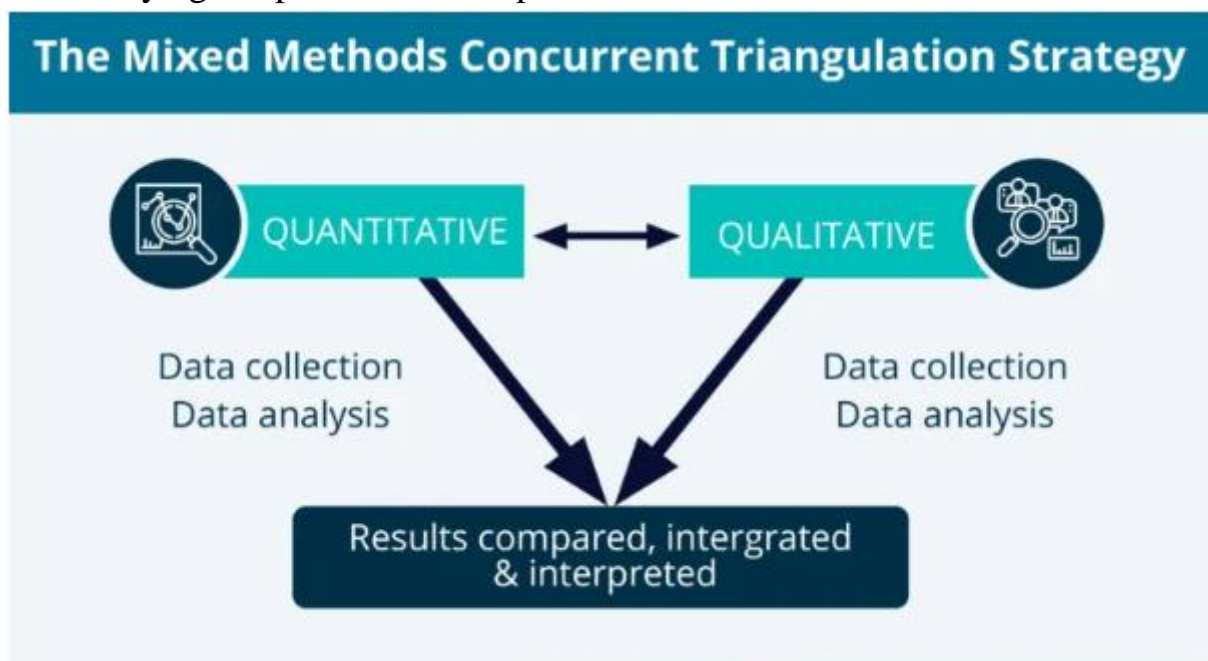 The Mixed Methods Concurrent Triangulation Strategy
QUANTITATIVE
QUALITATIVE
Data collection
Data analysis
Data collection
Data analysis
Results compared, intergrated
& interpreted